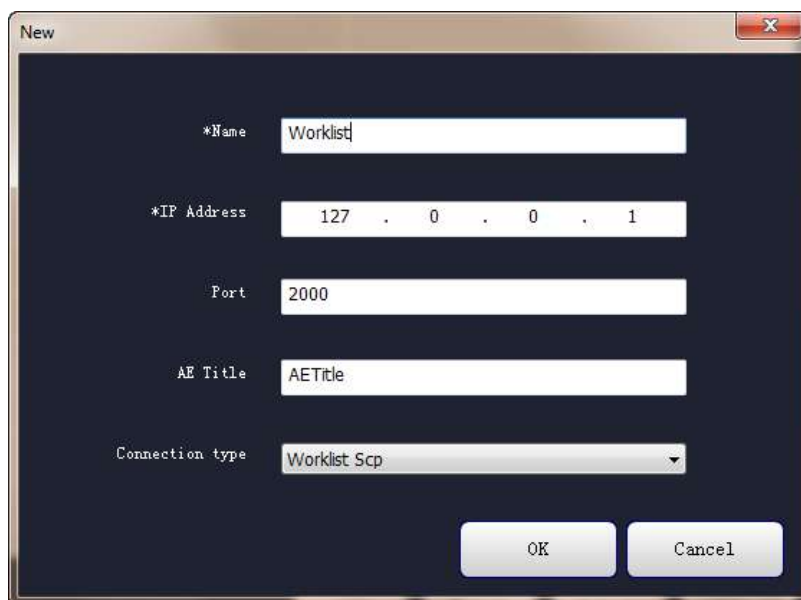 New
*Name Worklist
*IP Address 127 . 0 . 0 . 1
Port 2000
AE Title AETitle
Connection type Worklist Scp
OK Cancel